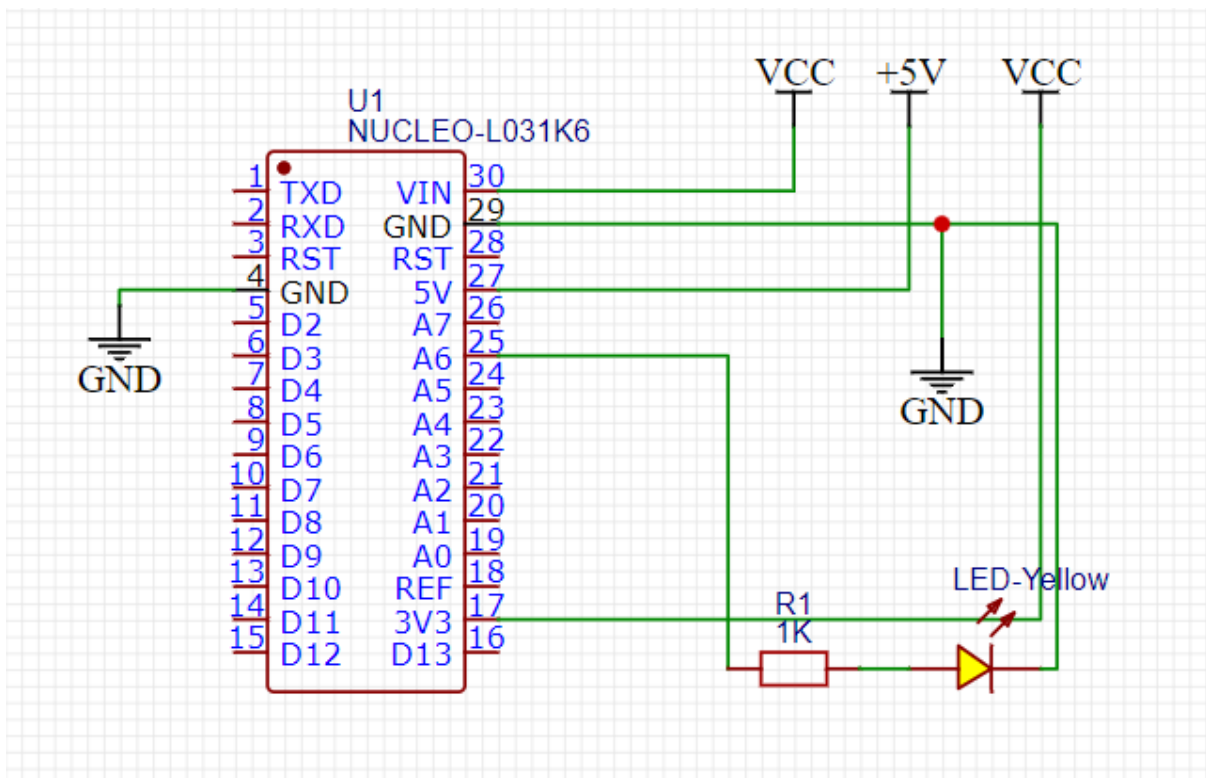 VCC +5V VCC
U1
NUCLEO-L031K6
1 TXD VIN 30
2 RXD GND 29
3 RST RST 28
4 GND 5V 27
5 D2 A7 26
6 D3 A6 25
7 D4 A5 24
8 D5 A4 23
9 D6 A3 22
10 D7 A2 21
11 D8 A1 20
12 D9 A0 19
13 D10 REF 18
14 D11 3V3 17
15 D12 D13 16
GND
GND
LED-Yellow
R1
1K